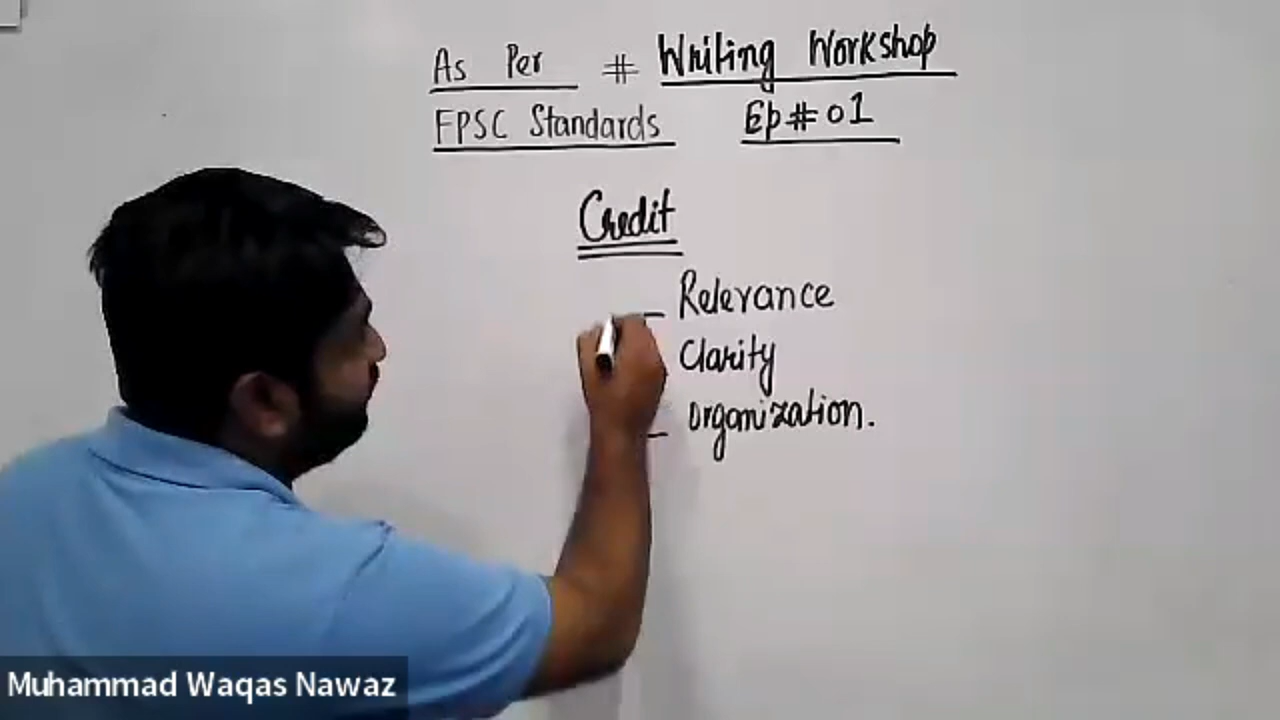 As Per # Writing Workshop
FPSC Standards Ep#01
Credit
_ Relevance
Clarity
_ organization.
Muhammad Waqas Nawaz